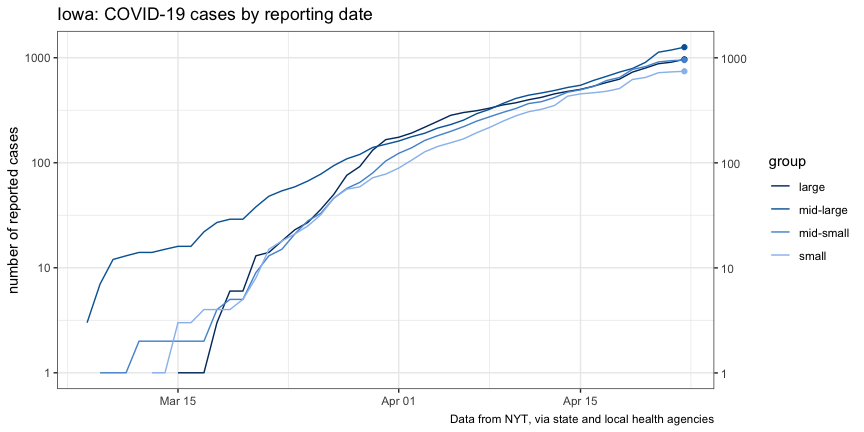 Iowa: COVID-19 cases by reporting date
number of reported cases
1000
100
10
1
1000
100
10
1
Mar 15
Apr 01
Apr 15
group
large
mid-large
mid-small
small
Data from NYT, via state and local health agencies